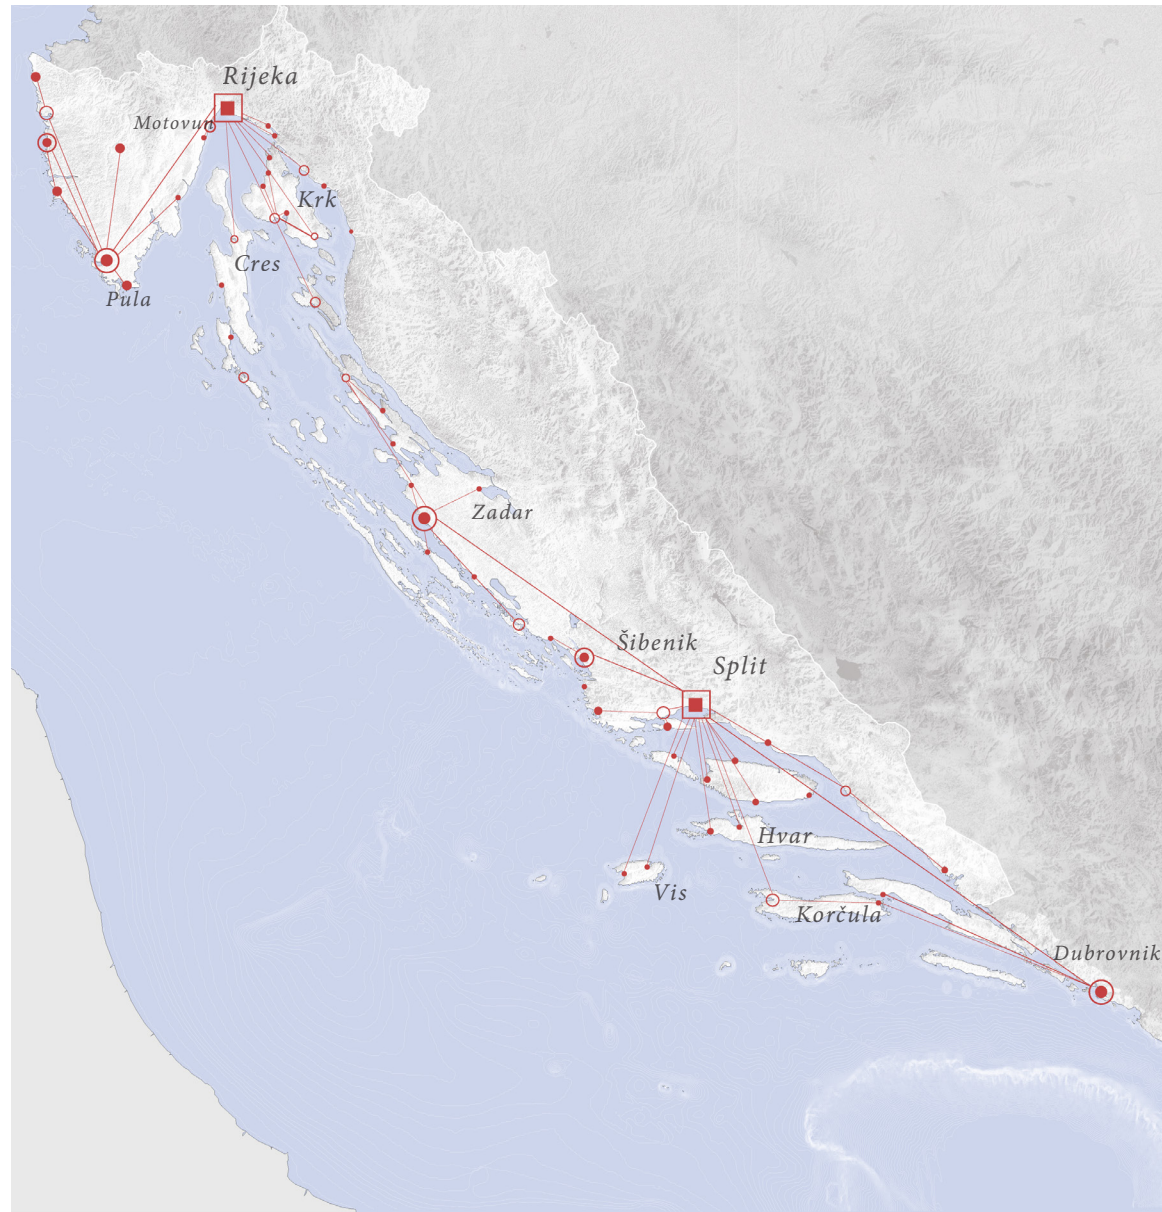 Rijeka
Motovun
Krk
Cres
Pula
Zadar
Šibenik
Split
Hvar
Vis
Korčula
Dubrovnik